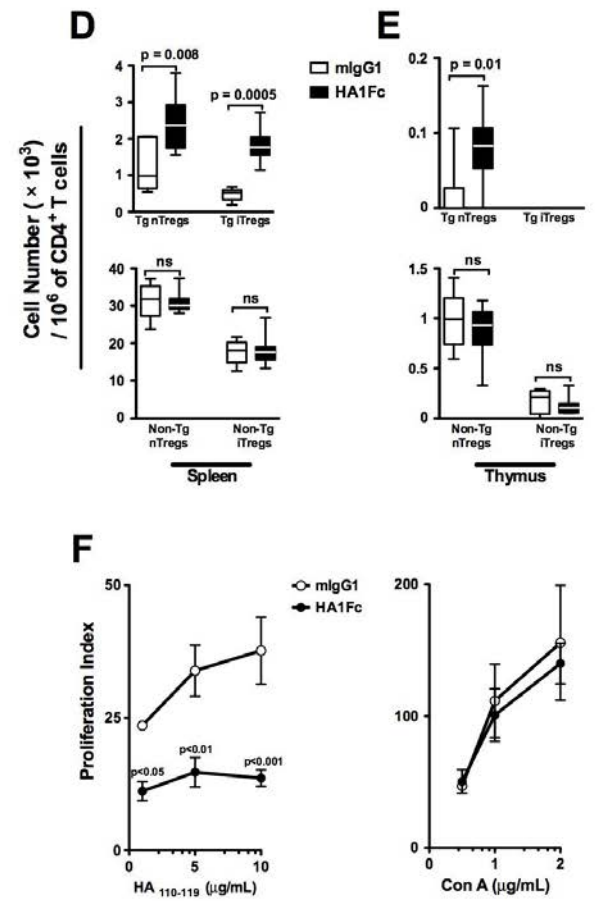 D
E
mIgG1
HA1Fc
Cell Number ( × 10³)
/ 10⁶ of CD4⁺ T cells
p = 0.008
p = 0.0005
4
3
2
1
0
Tg nTregs
Tg iTregs
p = 0.01
0.2
0.1
0
Tg nTregs
Tg iTregs
ns
ns
40
30
20
10
0
Non-Tg
nTregs
Non-Tg
iTregs
Spleen
ns
ns
1.5
1
0.5
0
Non-Tg
nTregs
Non-Tg
iTregs
Thymus
F
mIgG1
HA1Fc
Proliferation Index
50
25
0
p<0.05
p<0.01
p<0.001
0 5 10
HA 110-119 (μg/mL)
200
100
0
0 1 2
Con A (μg/mL)